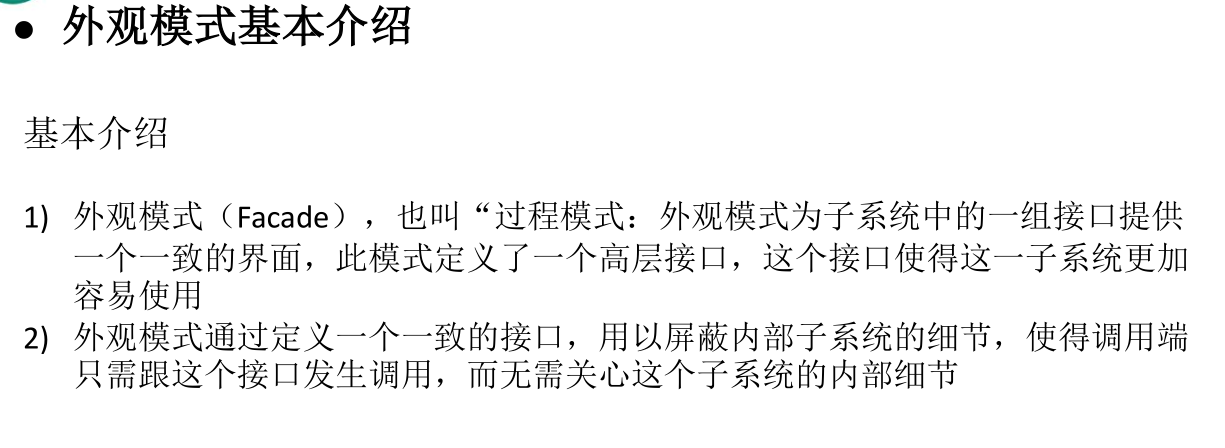 ● 外观模式基本介绍
基本介绍
1) 外观模式（Facade），也叫“过程模式：外观模式为子系统中的一组接口提供
一个一致的界面，此模式定义了一个高层接口，这个接口使得这一子系统更加
容易使用
2) 外观模式通过定义一个一致的接口，用以屏蔽内部子系统的细节，使得调用端
只需跟这个接口发生调用，而无需关心这个子系统的内部细节